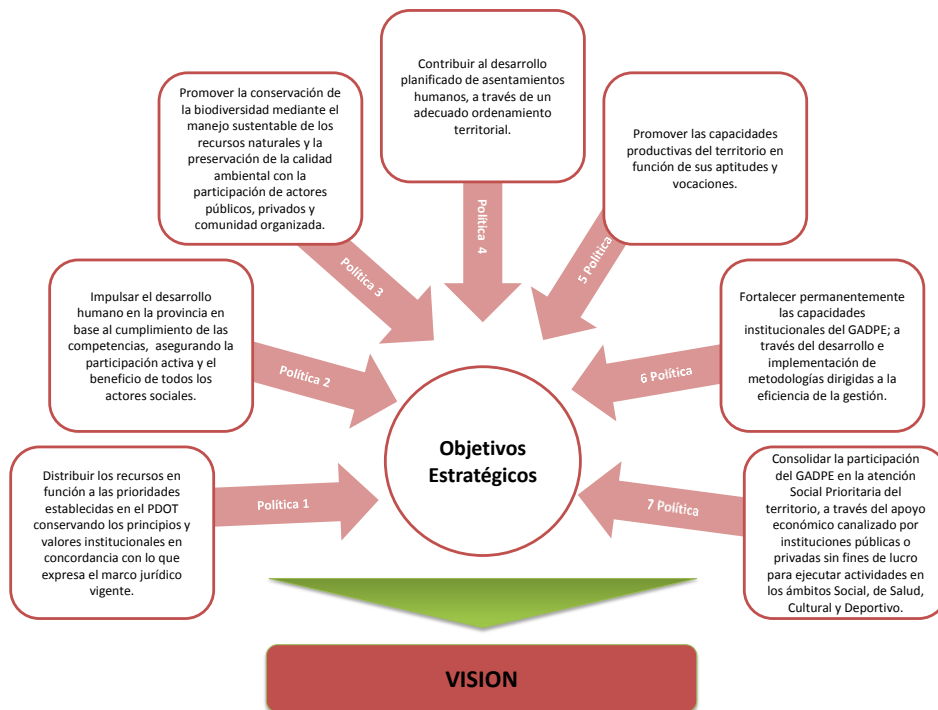 Contribuir al desarrollo
planificado de asentamientos
humanos, a través de un
adecuado ordenamiento
territorial.
Promover la conservación de
la biodiversidad mediante el
manejo sustentable de los
recursos naturales y la
preservación de la calidad
ambiental con la
participación de actores
públicos, privados y
comunidad organizada.
Promover las capacidades
productivas del territorio en
función de sus aptitudes y
vocaciones.
Política 4
Política 3
5 Política
Impulsar el desarrollo
humano en la provincia en
base al cumplimiento de las
competencias, asegurando la
participación activa y el
beneficio de todos los
actores sociales.
Política 2
Fortalecer permanentemente
las capacidades
institucionales del GADPE; a
través del desarrollo e
implementación de
metodologías dirigidas a la
eficiencia de la gestión.
6 Política
Objetivos
Estratégicos
Distribuir los recursos en
función a las prioridades
establecidas en el PDOT
conservando los principios y
valores institucionales en
concordancia con lo que
expresa el marco jurídico
vigente.
Política 1
Consolidar la participación
del GADPE en la atención
Social Prioritaria del
territorio, a través del apoyo
económico canalizado por
instituciones públicas o
privadas sin fines de lucro
para ejecutar actividades en
los ámbitos Social, de Salud,
Cultural y Deportivo.
7 Política
VISION